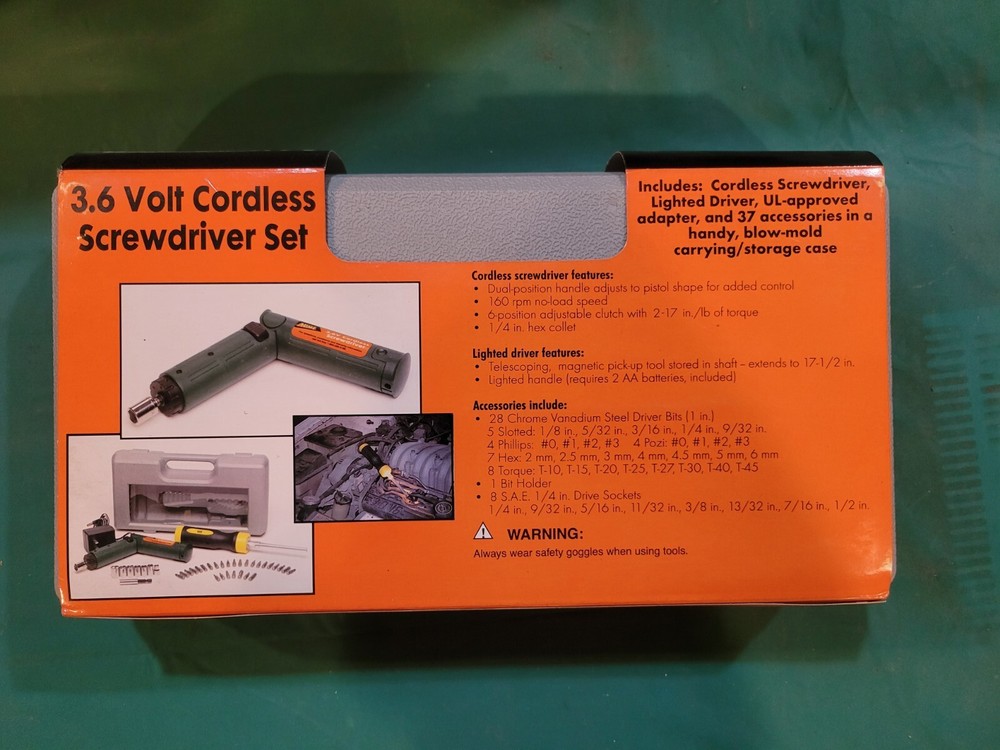 3.6 Volt Cordless
Screwdriver Set
Includes: Cordless Screwdriver,
Lighted Driver, UL-approved
adapter, and 37 accessories in a
handy, blow-mold
carrying/storage case
Cordless screwdriver features:
• Dual-position handle adjusts to pistol shape for added control
• 160 rpm no-load speed
• 6-position adjustable clutch with 2-17 in./lb of torque
• 1/4 in. hex collet
Lighted driver features:
• Telescoping, magnetic pick-up tool stored in shaft – extends to 17-1/2 in.
• Lighted handle (requires 2 AA batteries, included)
Accessories include:
• 28 Chrome Vanadium Steel Driver Bits (1 in.)
5 Slotted: 1/8 in., 5/32 in., 3/16 in., 1/4 in., 9/32 in.
4 Phillips: #0, #1, #2, #3 4 Pozi: #0, #1, #2, #3
7 Hex: 2 mm, 2.5 mm, 3 mm, 4 mm, 4.5 mm, 5 mm, 6 mm
8 Torque: T-10, T-15, T-20, T-25, T-27, T-30, T-40, T-45
• 1 Bit Holder
• 8 S.A.E. 1/4 in. Drive Sockets
1/4 in., 9/32 in., 5/16 in., 11/32 in., 3/8 in., 13/32 in., 7/16 in., 1/2 in.
WARNING:
Always wear safety goggles when using tools.